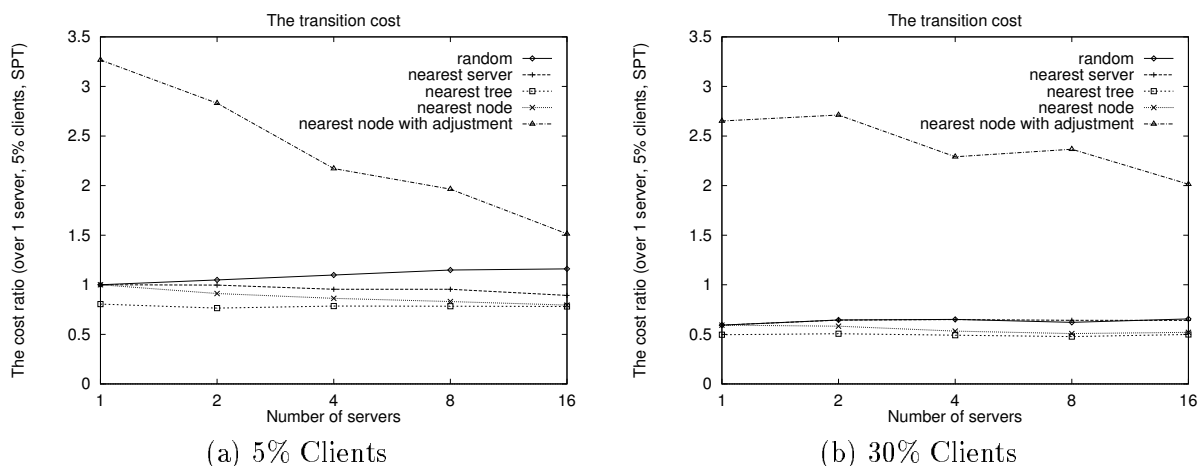 The transition cost
The cost ratio (over 1 server, 5% clients, SPT)
3.5
3
2.5
2
1.5
1
0.5
0
random
nearest server
nearest tree
nearest node
nearest node with adjustment
1 2 4 8 16
Number of servers
(a) 5% Clients
The transition cost
The cost ratio (over 1 server, 5% clients, SPT)
3.5
3
2.5
2
1.5
1
0.5
0
random
nearest server
nearest tree
nearest node
nearest node with adjustment
1 2 4 8 16
Number of servers
(b) 30% Clients